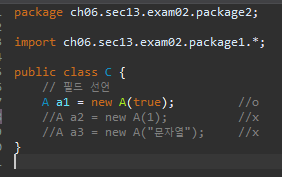 package ch06.sec13.exam02.package2;
import ch06.sec13.exam02.package1.*;
public class C {
// 필드 선언
A a1 = new A(true); //o
//A a2 = new A(1); //x
//A a3 = new A("문자열"); //x
}